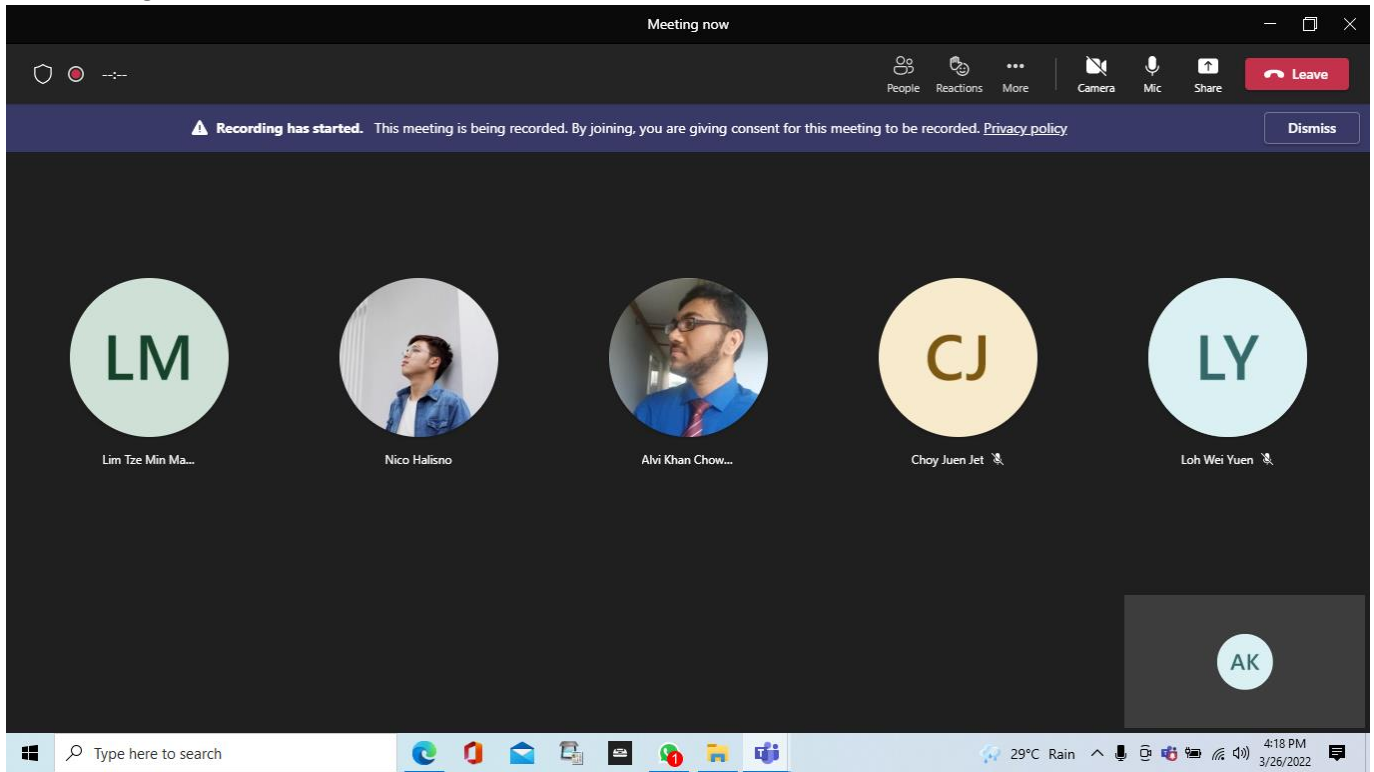 Meeting now
--:--
People Reactions More Camera Mic Share Leave
Recording has started. This meeting is being recorded. By joining, you are giving consent for this meeting to be recorded. Privacy policy Dismiss
LM CJ LY
Lim Tze Min Ma... Nico Halisno Alvi Khan Chow... Choy Juen Jet Loh Wei Yuen
AK
Type here to search 1 29°C Rain 4:18 PM
3/26/2022